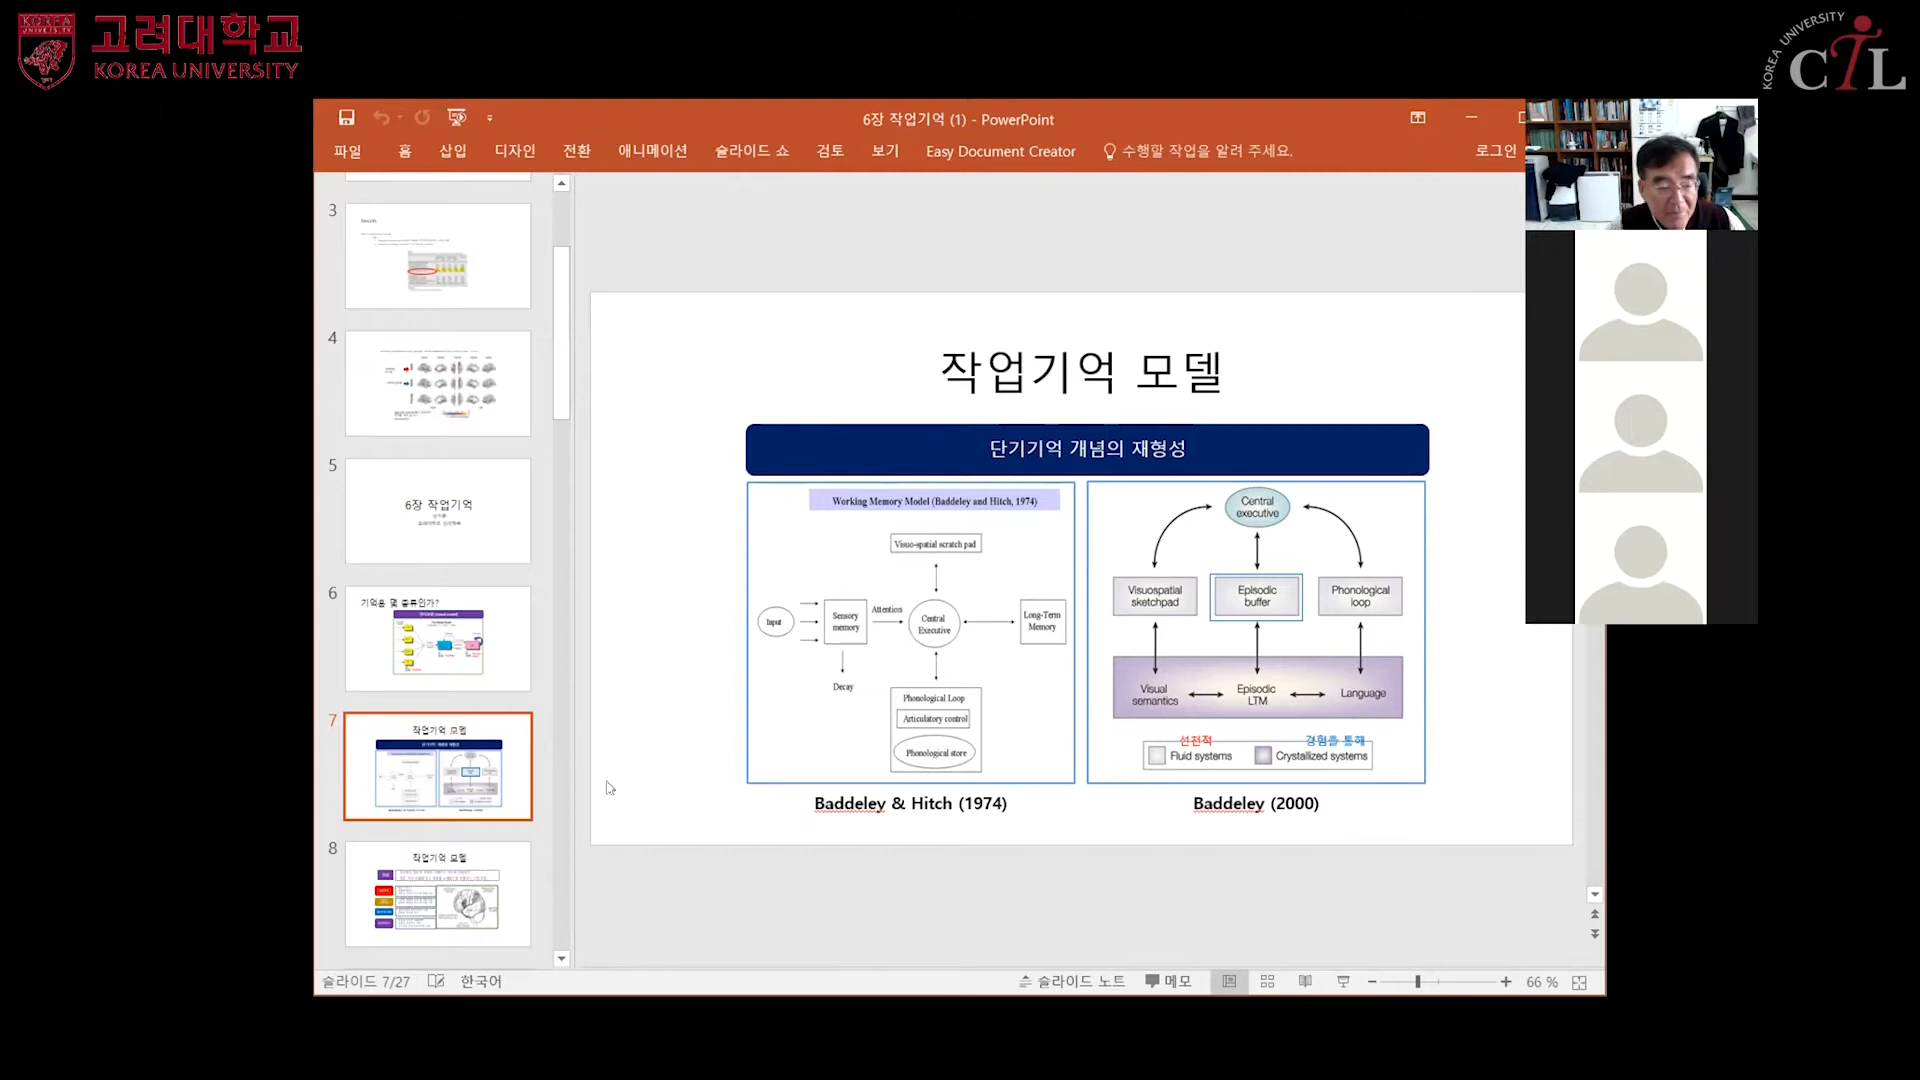 KOREA
고려대학교
KOREA UNIVERSITY
KOREA UNIVERSITY
CTL
6장 작업기억 (1) - PowerPoint
파일 홈 삽입 디자인 전환 애니메이션 슬라이드 쇼 검토 보기 Easy Document Creator 수행할 작업을 알려 주세요. 로그인
3
4
5
6장 작업기억
6
기억은 몇 종류인가?
7
작업기억 모델
8
작업기억 모델
작업기억 모델
단기기억 개념의 재형성
Working Memory Model (Baddeley and Hitch, 1974)
Visuo-spatial scratch pad
Input
Sensory memory
Attention
Central Executive
Long-Term Memory
Decay
Phonological Loop
Articulatory control
Phonological store
Baddeley & Hitch (1974)
Central executive
Visuospatial sketchpad
Episodic buffer
Phonological loop
Visual semantics
Episodic LTM
Language
선천적
경험을 통해
Fluid systems
Crystallized systems
Baddeley (2000)
슬라이드 7/27 한국어
슬라이드 노트 메모 66 %